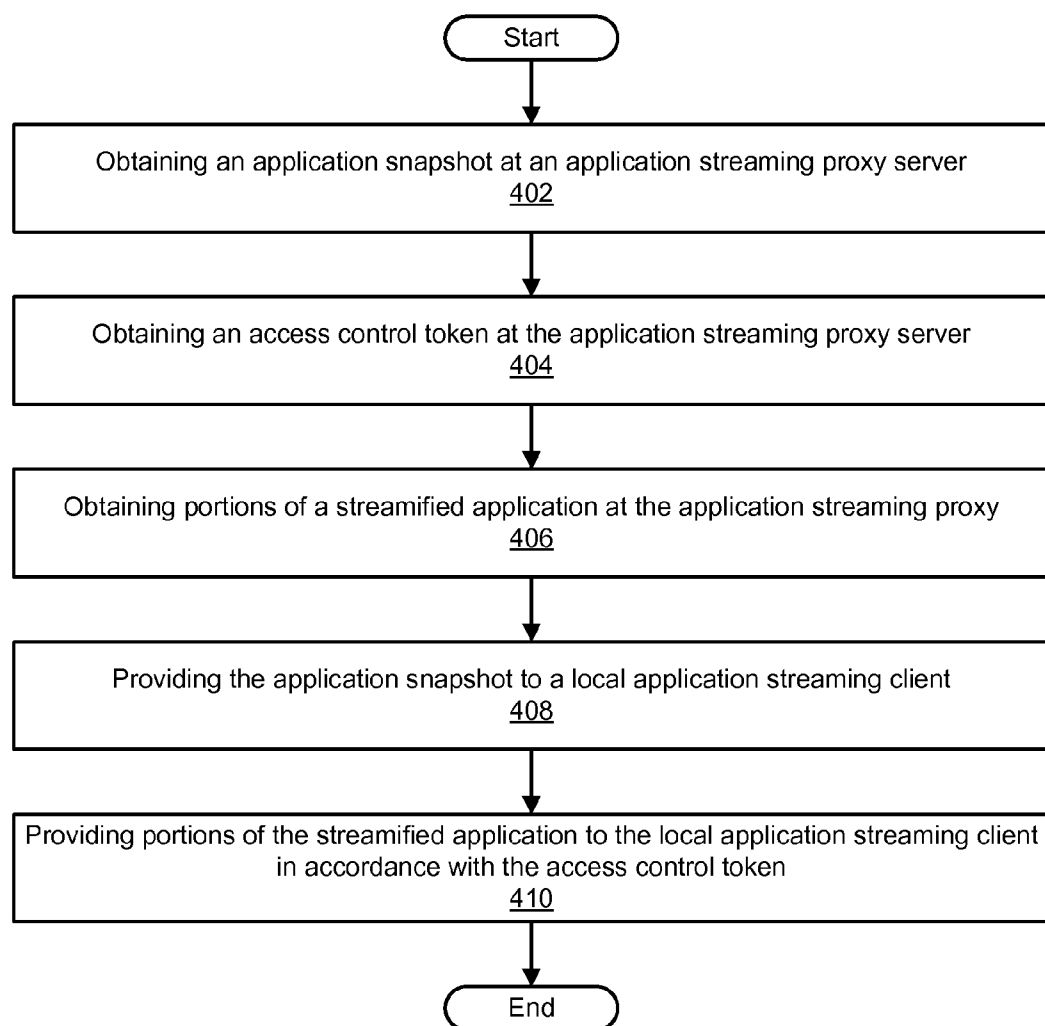 Start
Obtaining an application snapshot at an application streaming proxy server
402
Obtaining an access control token at the application streaming proxy server
404
Obtaining portions of a streamified application at the application streaming proxy
406
Providing the application snapshot to a local application streaming client
408
Providing portions of the streamified application to the local application streaming client
in accordance with the access control token
410
End